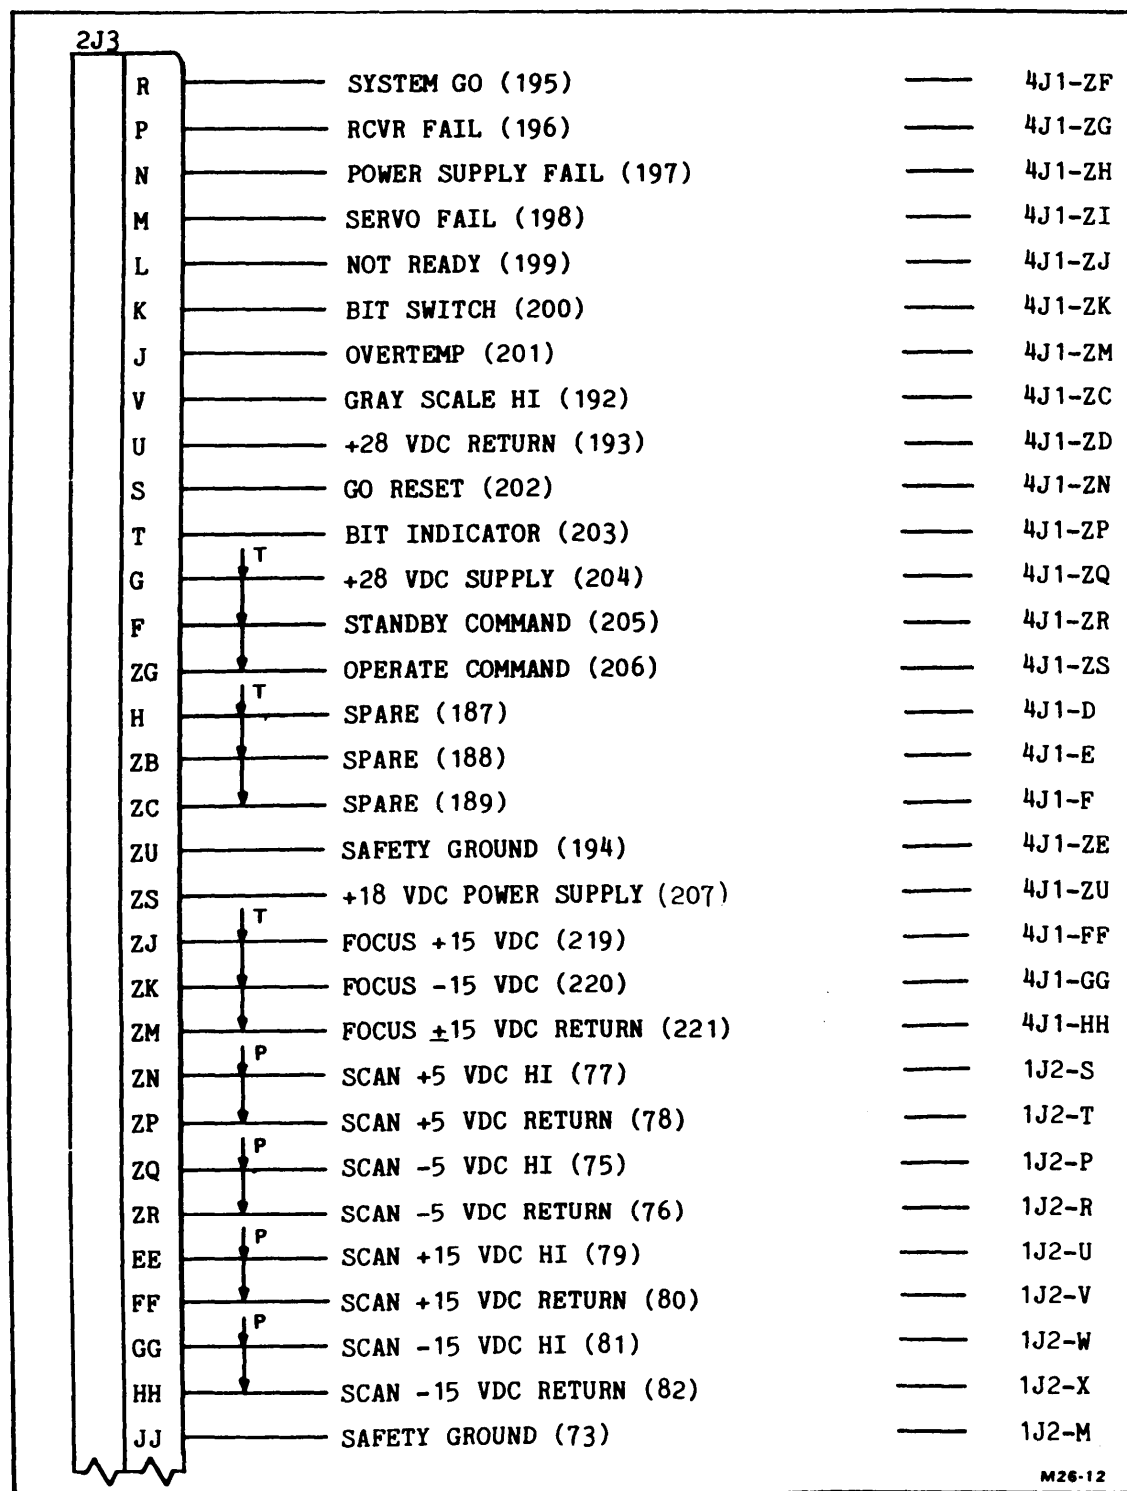 2J3
R SYSTEM GO (195) 4J1-ZF
P RCVR FAIL (196) 4J1-ZG
N POWER SUPPLY FAIL (197) 4J1-ZH
M SERVO FAIL (198) 4J1-ZI
L NOT READY (199) 4J1-ZJ
K BIT SWITCH (200) 4J1-ZK
J OVERTEMP (201) 4J1-ZM
V GRAY SCALE HI (192) 4J1-ZC
U +28 VDC RETURN (193) 4J1-ZD
S GO RESET (202) 4J1-ZN
T BIT INDICATOR (203) 4J1-ZP
T
G +28 VDC SUPPLY (204) 4J1-ZQ
F STANDBY COMMAND (205) 4J1-ZR
ZG OPERATE COMMAND (206) 4J1-ZS
T
H SPARE (187) 4J1-D
ZB SPARE (188) 4J1-E
ZC SPARE (189) 4J1-F
ZU SAFETY GROUND (194) 4J1-ZE
ZS +18 VDC POWER SUPPLY (207) 4J1-ZU
T
ZJ FOCUS +15 VDC (219) 4J1-FF
ZK FOCUS -15 VDC (220) 4J1-GG
ZM FOCUS ±15 VDC RETURN (221) 4J1-HH
P
ZN SCAN +5 VDC HI (77) 1J2-S
ZP SCAN +5 VDC RETURN (78) 1J2-T
P
ZQ SCAN -5 VDC HI (75) 1J2-P
ZR SCAN -5 VDC RETURN (76) 1J2-R
P
EE SCAN +15 VDC HI (79) 1J2-U
FF SCAN +15 VDC RETURN (80) 1J2-V
P
GG SCAN -15 VDC HI (81) 1J2-W
HH SCAN -15 VDC RETURN (82) 1J2-X
JJ SAFETY GROUND (73) 1J2-M
M26-12